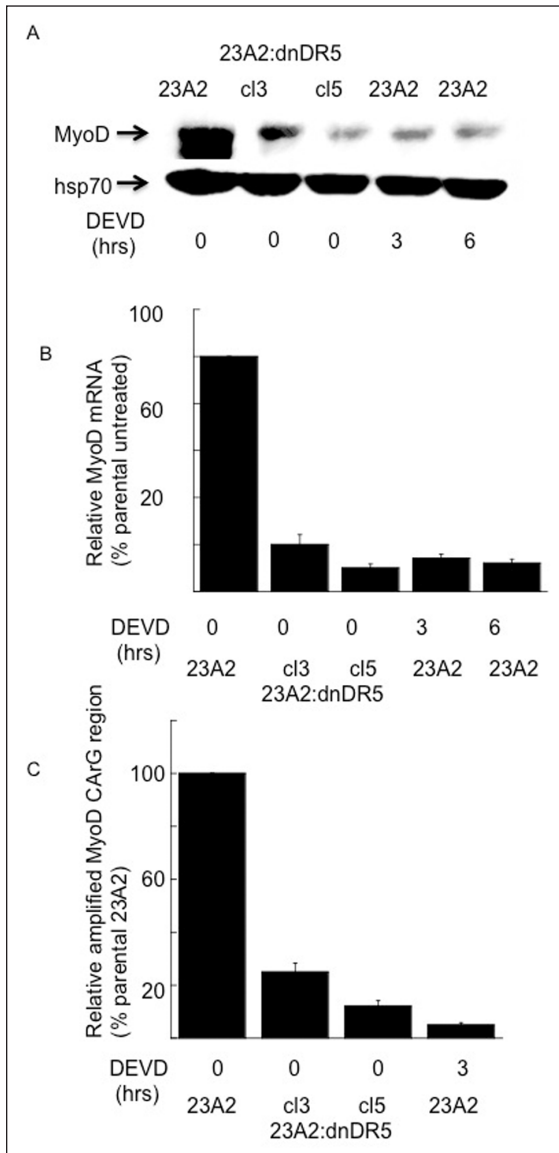 A
23A2:dnDR5
23A2 cl3 cl5 23A2 23A2
MyoD
hsp70
DEVD
(hrs)
0 0 0 3 6
B
Relative MyoD mRNA
(% parental untreated)
100
60
20
DEVD
(hrs)
0 0 0 3 6
23A2 cl3 cl5 23A2 23A2
23A2:dnDR5
C
Relative amplified MyoD CArG region
(% parental 23A2)
100
60
20
DEVD
(hrs)
0 0 0 3
23A2 cl3 cl5 23A2
23A2:dnDR5